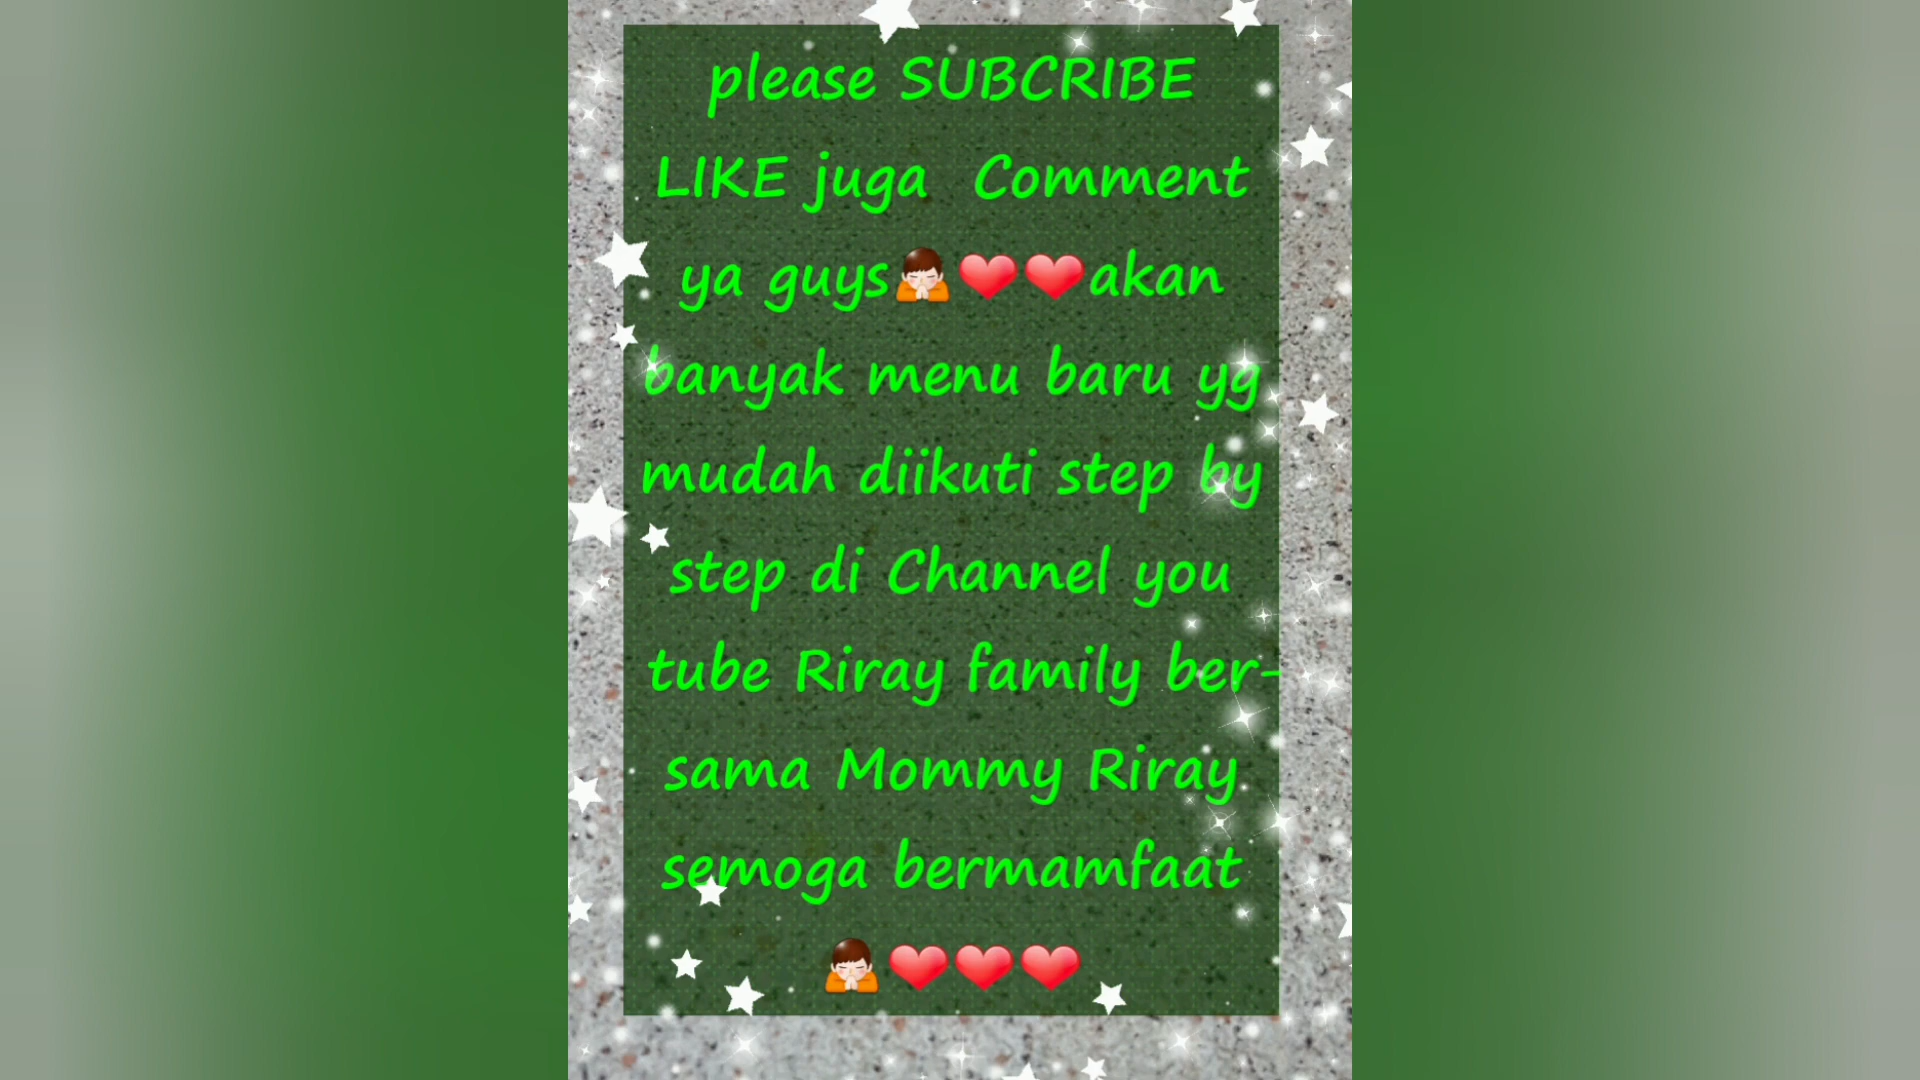 please SUBCRIBE
LIKE juga Comment
ya guys🙏❤️❤️akan
banyak menu baru yg
mudah diikuti step by
step di Channel you
tube Riray family ber-
sama Mommy Riray
semoga bermamfaat
🙏❤️❤️❤️